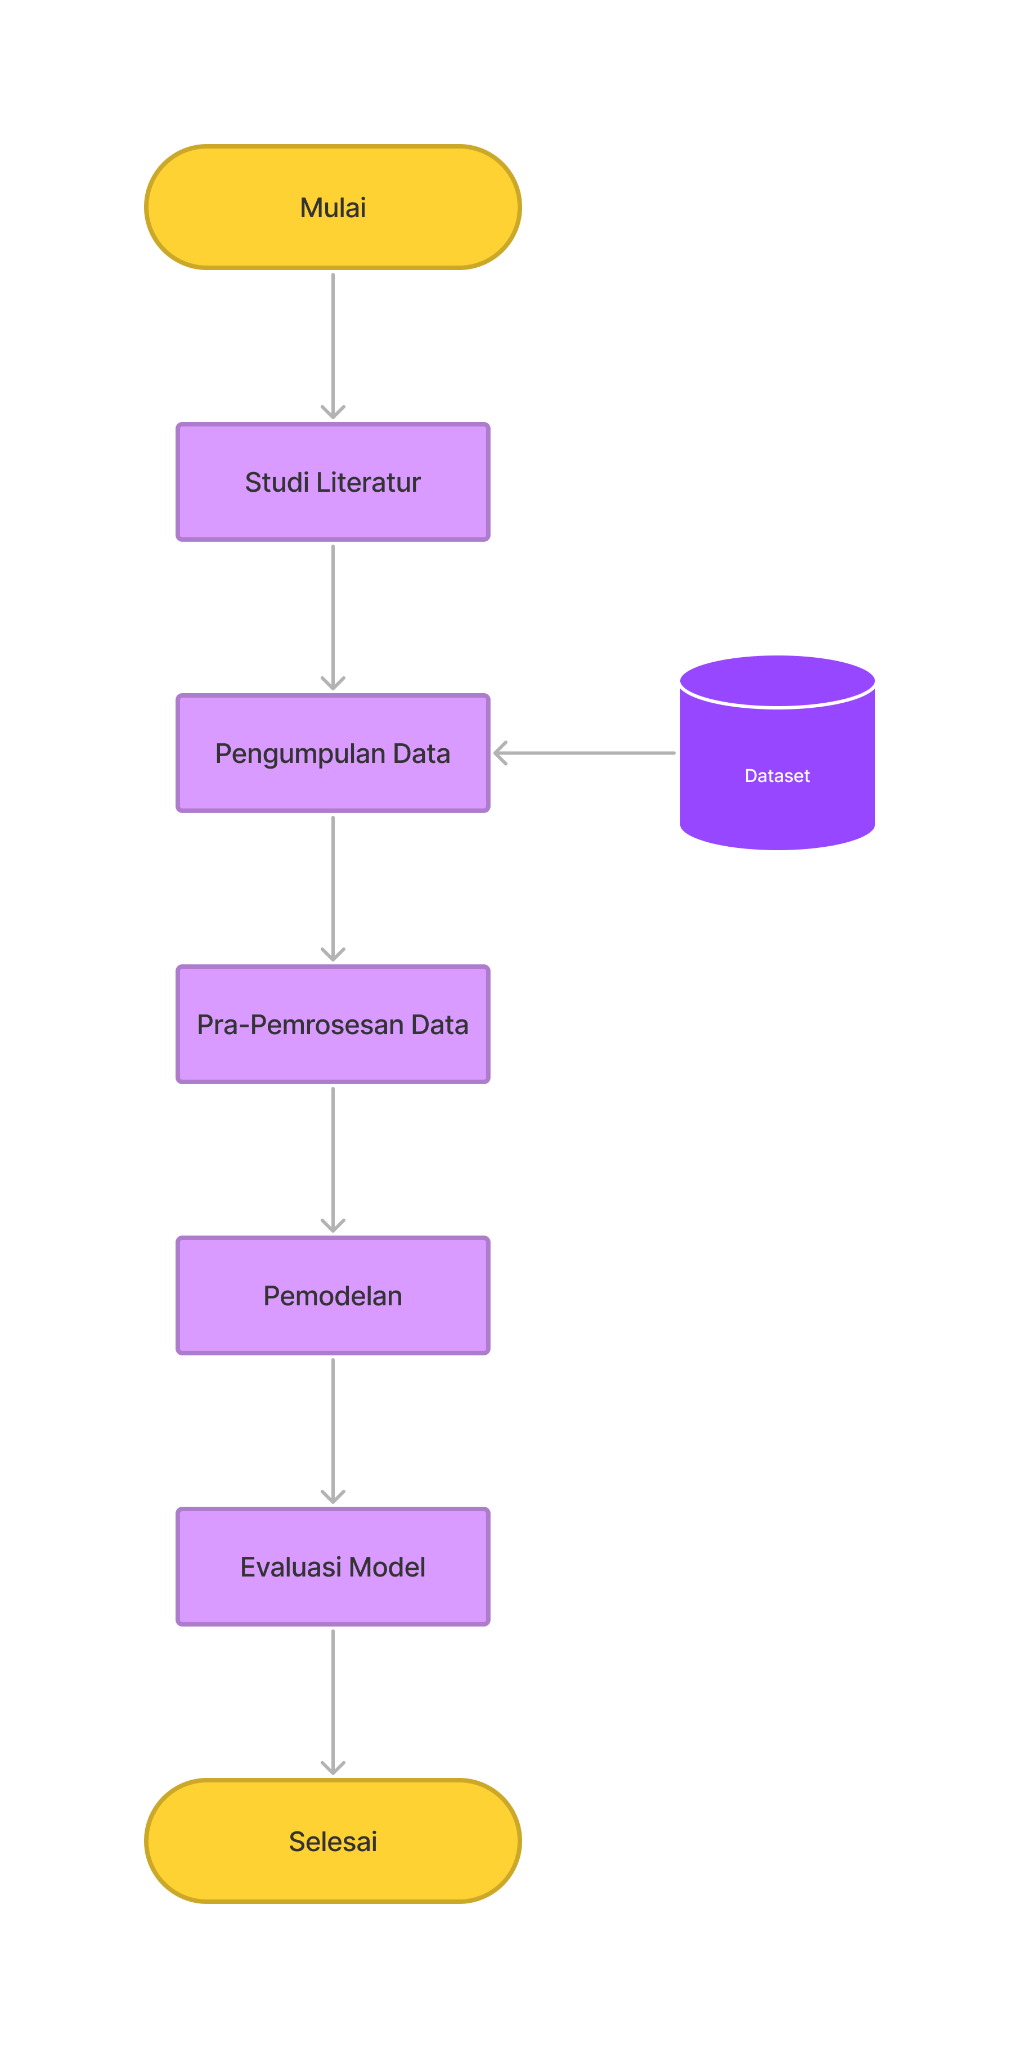 Mulai
Studi Literatur
Pengumpulan Data
Dataset
Pra-Pemrosesan Data
Pemodelan
Evaluasi Model
Selesai